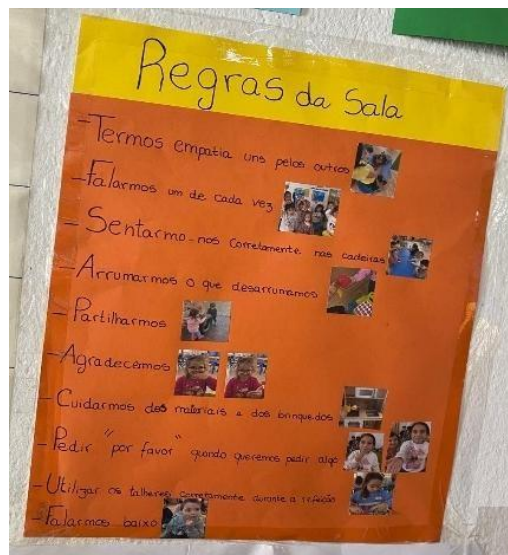 Regras da Sala
- Termos empatia uns pelos outros
- Falarmos um de cada vez
- Sentarmo-nos corretamente nas cadeiras
- Arrumarmos o que desarrumamos
- Partilharmos
- Agradecermos
- Cuidarmos dos materiais e dos brinquedos
- Pedir "por favor" quando queremos pedir algo
- Utilizar os talheres corretamente durante a refeição
- Falarmos baixo